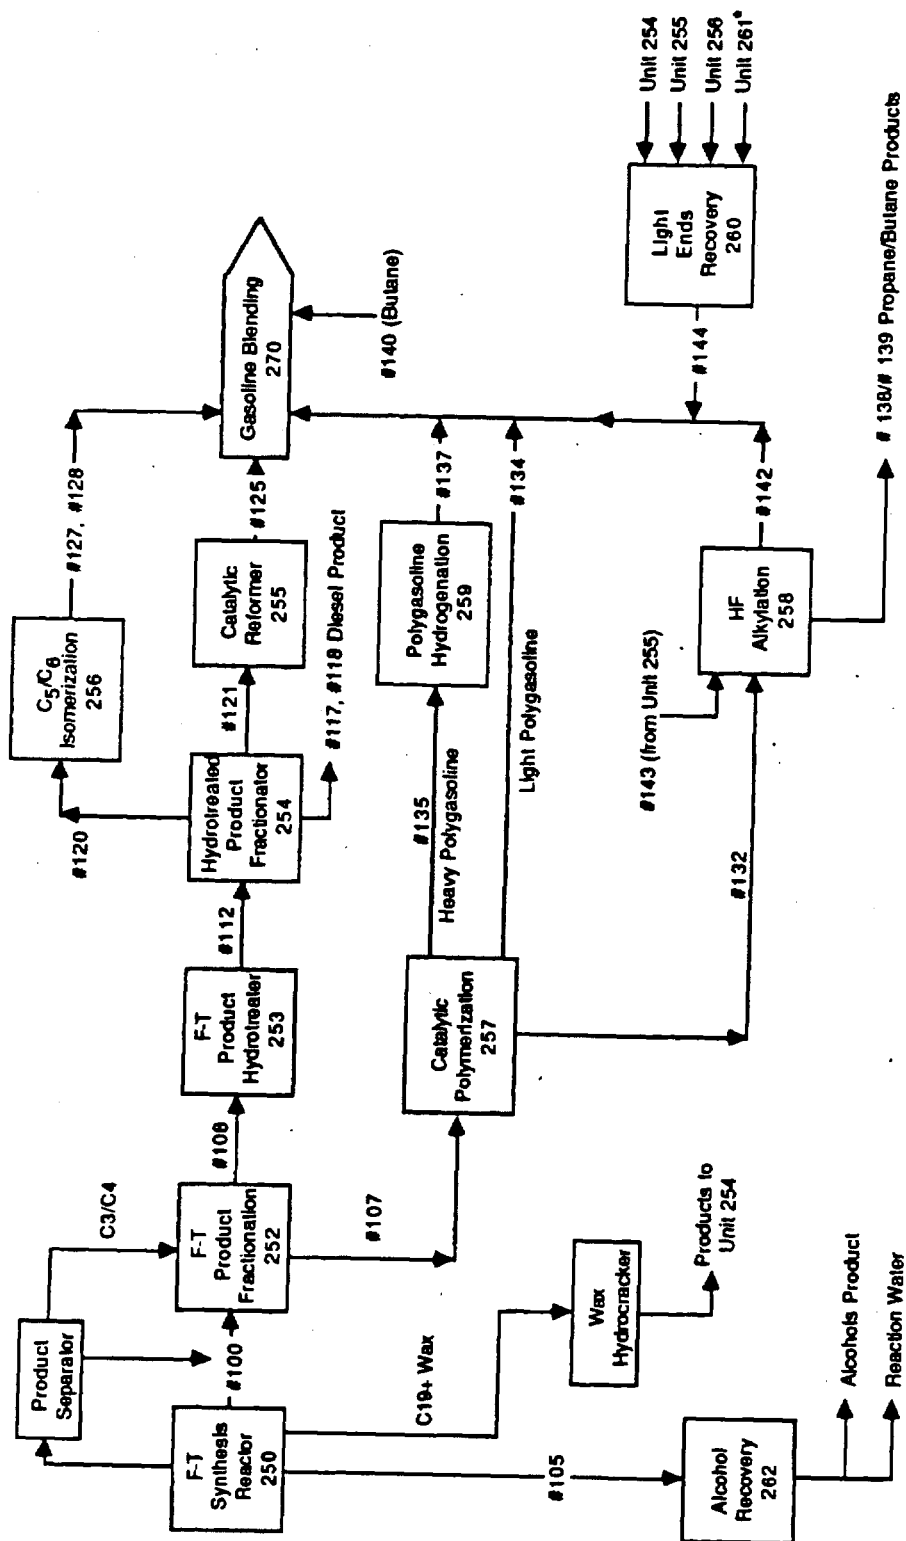 Product
Separator
C3/C4
F-T
Synthesis
Reactor
250
#100
F-T
Product
Fractionation
252
#108
F-T
Product
Hydrotreater
253
#112
Hydrotreated
Product
Fractionator
254
#120
C5/C6
Isomerization
256
#127, #128
#121
Catalytic
Reformer
255
#125
Gasoline Blending
270
#140 (Butane)
#117, #118 Diesel Product
#107
Catalytic
Polymerization
257
#135
Heavy Polygasoline
Polygasoline
Hydrogenation
259
#137
Light Polygasoline
#134
#132
#143 (from Unit 255)
HF
Alkylation
258
#142
#138/# 139 Propane/Butane Products
#144
Light
Ends
Recovery
260
Unit 254
Unit 255
Unit 256
Unit 261*
C19+ Wax
Wax
Hydrocracker
Products to
Unit 254
#105
Alcohol
Recovery
262
Alcohols Product
Reaction Water